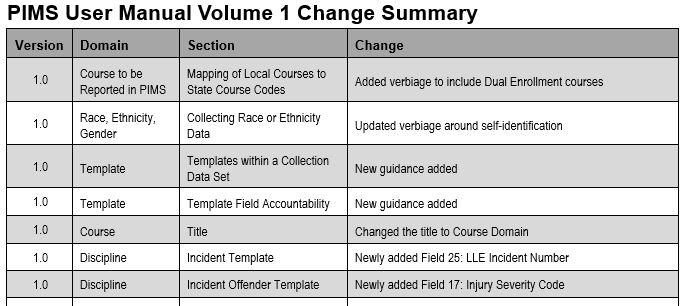 PIMS User Manual Volume 1 Change Summary
Version Domain Section Change
1.0 Course to be Reported in PIMS Mapping of Local Courses to State Course Codes Added verbiage to include Dual Enrollment courses
1.0 Race, Ethnicity, Gender Collecting Race or Ethnicity Data Updated verbiage around self-identification
1.0 Template Templates within a Collection Data Set New guidance added
1.0 Template Template Field Accountability New guidance added
1.0 Course Title Changed the title to Course Domain
1.0 Discipline Incident Template Newly added Field 25: LLE Incident Number
1.0 Discipline Incident Offender Template Newly added Field 17: Injury Severity Code